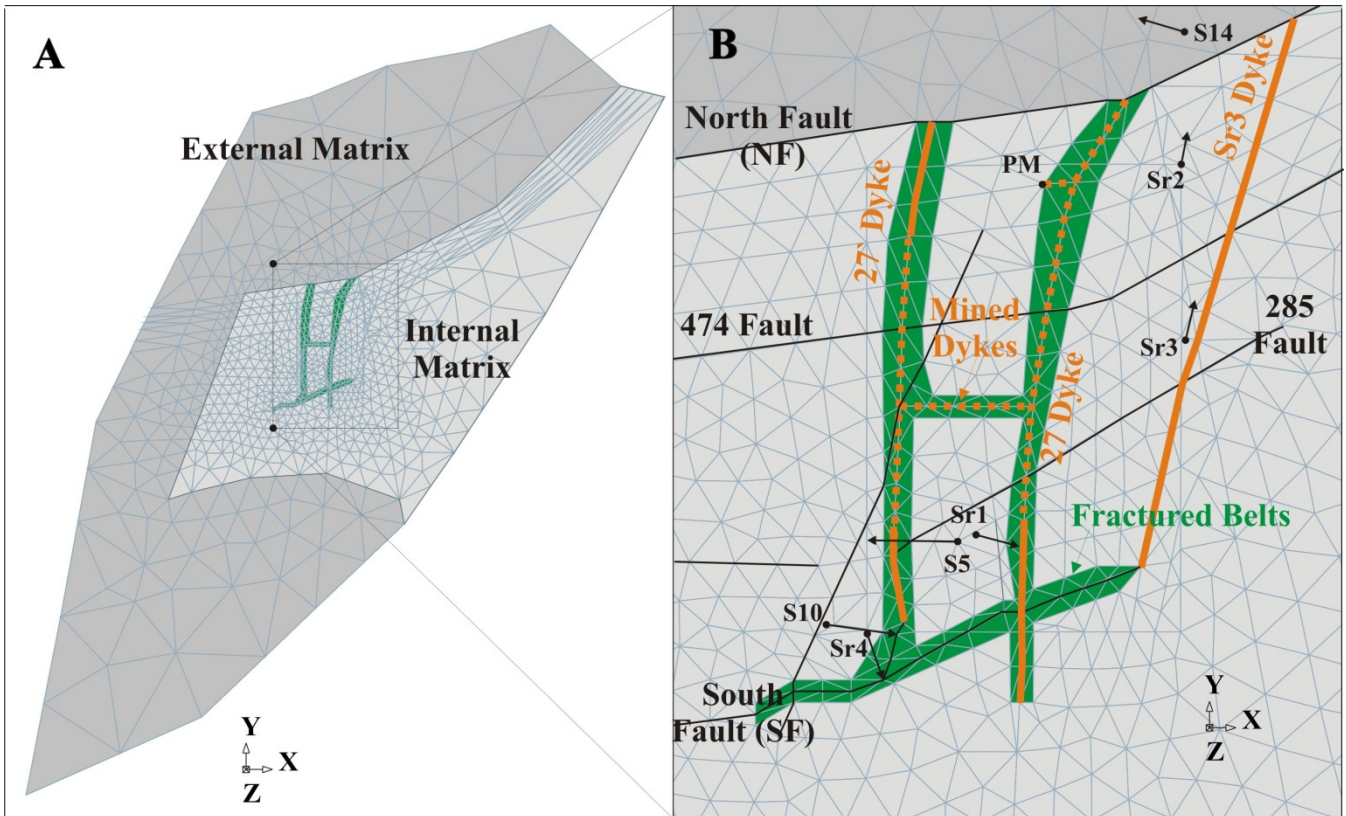 A
External Matrix
Internal
Matrix
Y
X
Z
B
S14
North Fault
(NF)
PM
Sr2
Sr3 Dyke
27` Dyke
474 Fault
Mined
Dykes
285
Fault
Sr3
27 Dyke
Sr1
Fractured Belts
S5
S10
Sr4
South
Fault (SF)
Y
X
Z